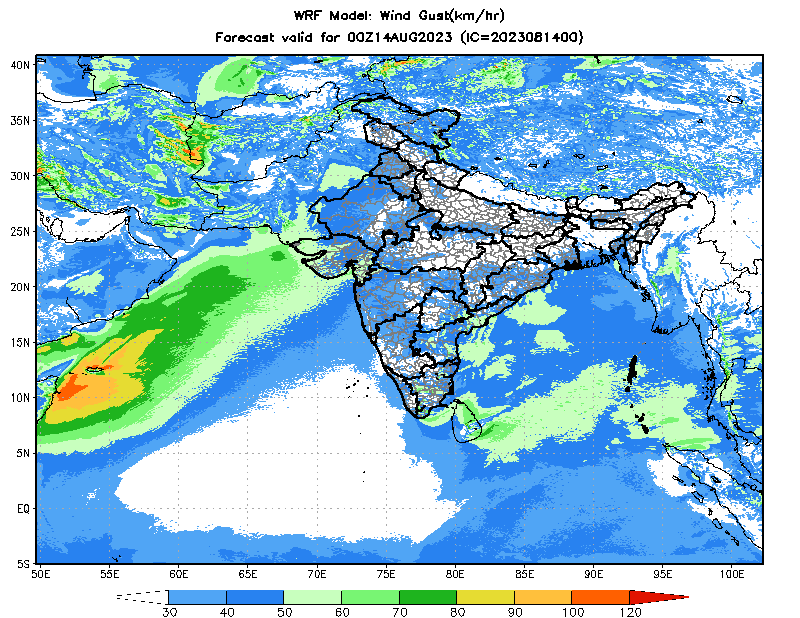 WRF Model: Wind Gust(km/hr)
Forecast valid for 00Z14AUG2023 (IC=2023081400)
40N
35N
30N
25N
20N
15N
10N
5N
EQ
5S
50E 55E 60E 65E 70E 75E 80E 85E 90E 95E 100E
30 40 50 60 70 80 90 100 120